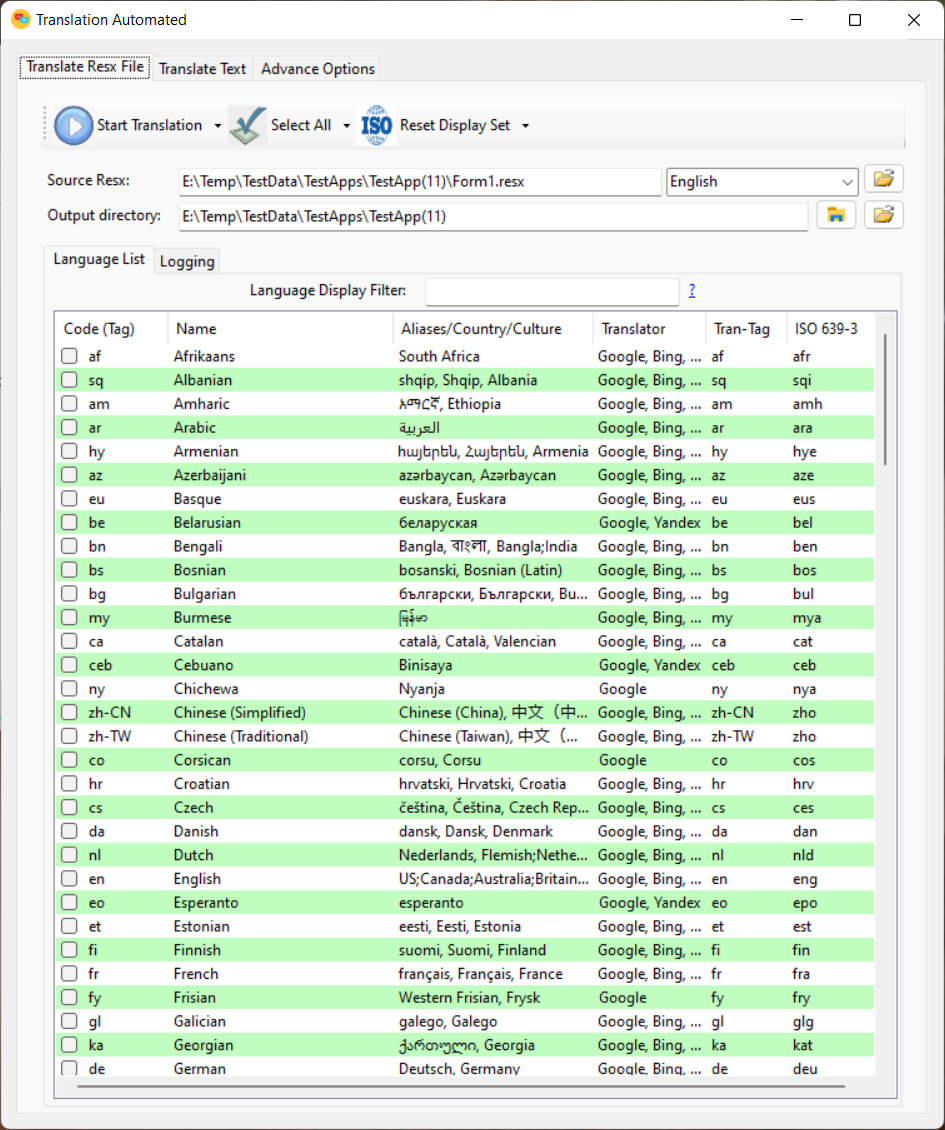 Translation Automated
Translate Resx File Translate Text Advance Options
Start Translation ISO Select All Reset Display Set
Source Resx: E:\Temp\TestData\TestApps\TestApp(11)\Form1.resx English
Output directory: E:\Temp\TestData\TestApps\TestApp(11)
Language List Logging
Language Display Filter: ?
Code (Tag) Name Aliases/Country/Culture Translator Tran-Tag ISO 639-3
af Afrikaans South Africa Google, Bing, ... af afr
sq Albanian shqip, Shqip, Albania Google, Bing, ... sq sqi
am Amharic አማርኛ, Ethiopia Google, Bing, ... am amh
ar Arabic العربية Google, Bing, ... ar ara
hy Armenian հայերեն, Հայերեն, Armenia Google, Bing, ... hy hye
az Azerbaijani azərbaycan, Azərbaycan Google, Bing, ... az aze
eu Basque euskara, Euskara Google, Bing, ... eu eus
be Belarusian беларуская Google, Yandex be bel
bn Bengali Bangla, বাংলা, Bangla;India Google, Bing, ... bn ben
bs Bosnian bosanski, Bosnian (Latin) Google, Bing, ... bs bos
bg Bulgarian български, Български, Bu... Google, Bing, ... bg bul
my Burmese မြန်မာ Google, Bing, ... my mya
ca Catalan català, Català, Valencian Google, Bing, ... ca cat
ceb Cebuano Binisaya Google, Yandex ceb ceb
ny Chichewa Nyanja Google ny nya
zh-CN Chinese (Simplified) Chinese (China), 中文（中... Google, Bing, ... zh-CN zho
zh-TW Chinese (Traditional) Chinese (Taiwan), 中文（... Google, Bing, ... zh-TW zho
co Corsican corsu, Corsu Google co cos
hr Croatian hrvatski, Hrvatski, Croatia Google, Bing, ... hr hrv
cs Czech čeština, Čeština, Czech Rep... Google, Bing, ... cs ces
da Danish dansk, Dansk, Denmark Google, Bing, ... da dan
nl Dutch Nederlands, Flemish;Nethe... Google, Bing, ... nl nld
en English US;Canada;Australia;Britain... Google, Bing, ... en eng
eo Esperanto esperanto Google, Yandex eo epo
et Estonian eesti, Eesti, Estonia Google, Bing, ... et est
fi Finnish suomi, Suomi, Finland Google, Bing, ... fi fin
fr French français, Français, France Google, Bing, ... fr fra
fy Frisian Western Frisian, Frysk Google fy fry
gl Galician galego, Galego Google, Bing, ... gl glg
ka Georgian ქართული, Georgia Google, Bing, ... ka kat
de German Deutsch, Germany Google, Bing, ... de deu